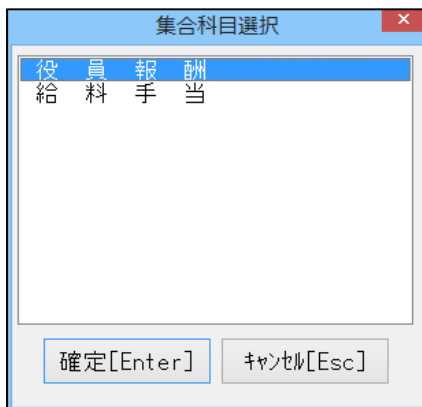 集合科目選択
役 員 報 酬
給 料 手 当
確定[Enter]
ｷｬﾝｾﾙ[Esc]